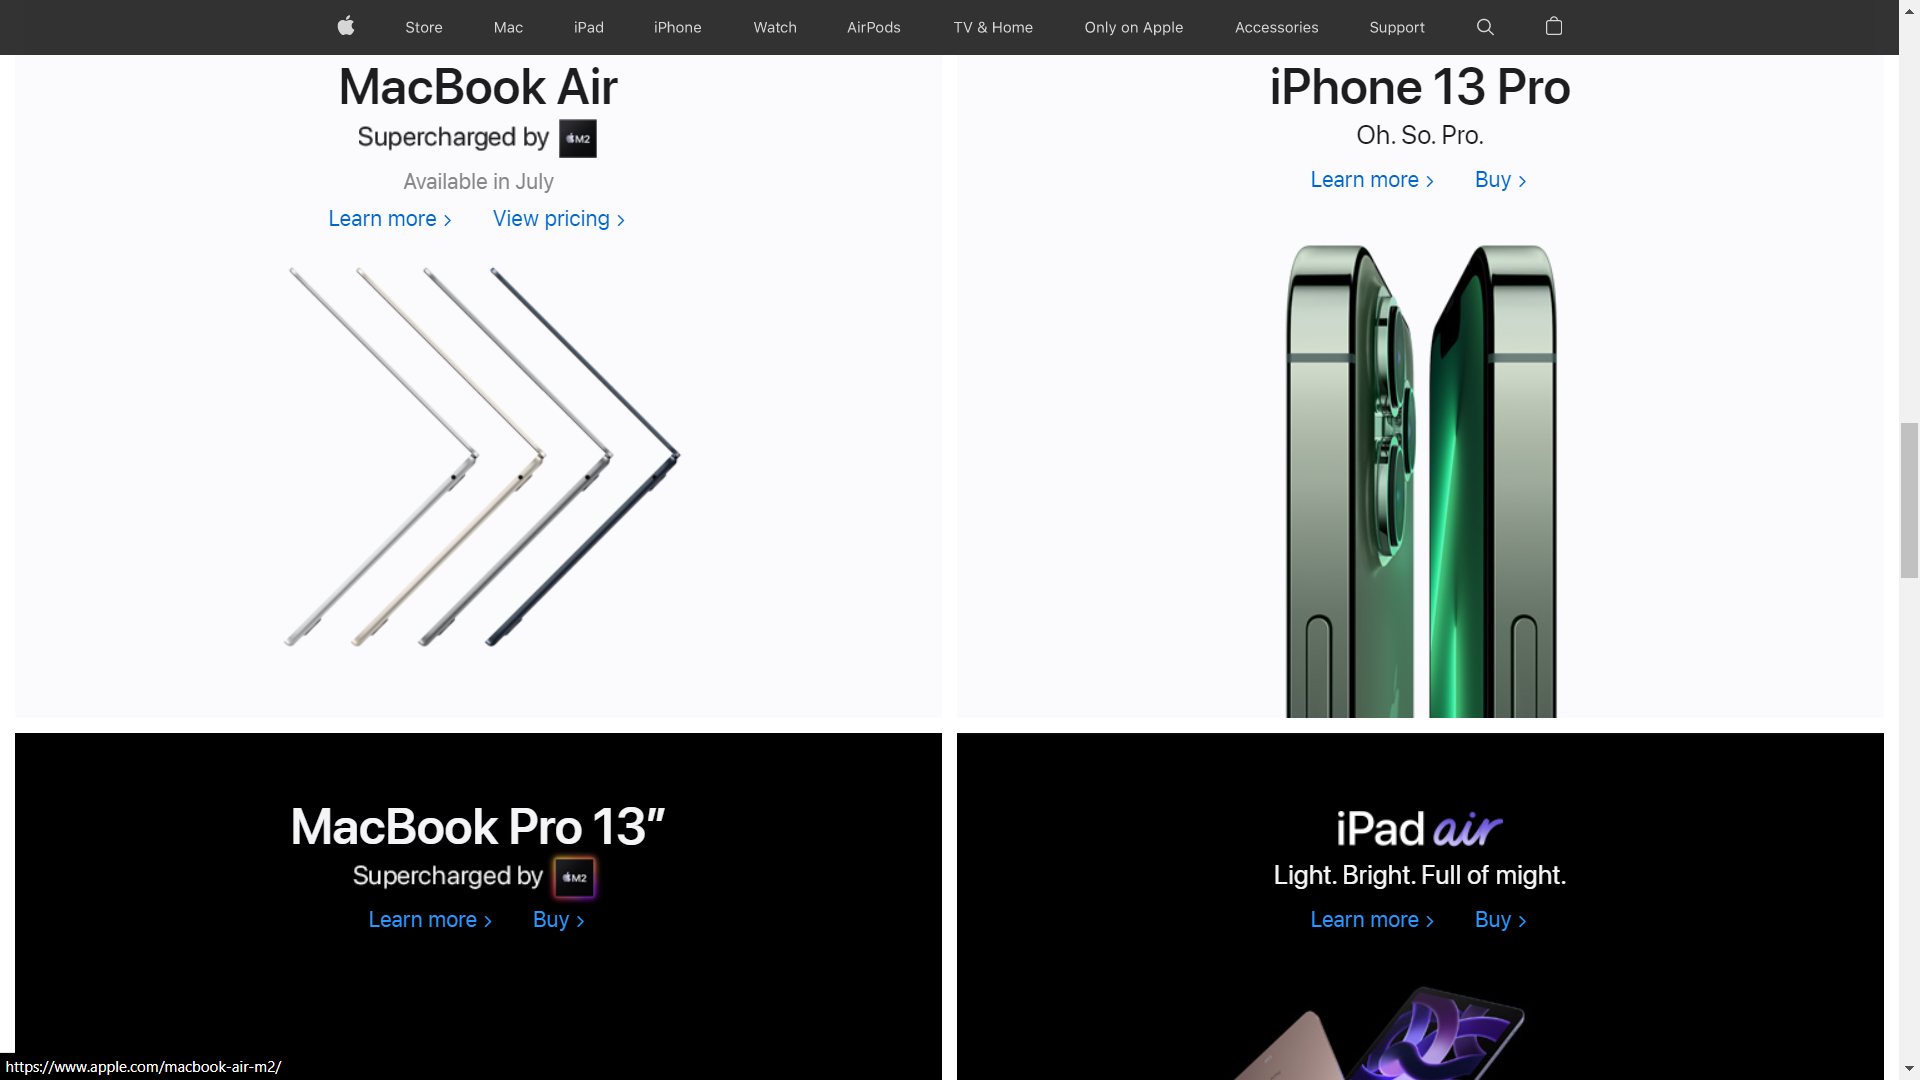 Store Mac iPad iPhone Watch AirPods TV & Home Only on Apple Accessories Support
MacBook Air
Supercharged by M2
Available in July
Learn more > View pricing >
iPhone 13 Pro
Oh. So. Pro.
Learn more > Buy >
MacBook Pro 13”
Supercharged by M2
Learn more > Buy >
iPad air
Light. Bright. Full of might.
Learn more > Buy >
https://www.apple.com/macbook-air-m2/